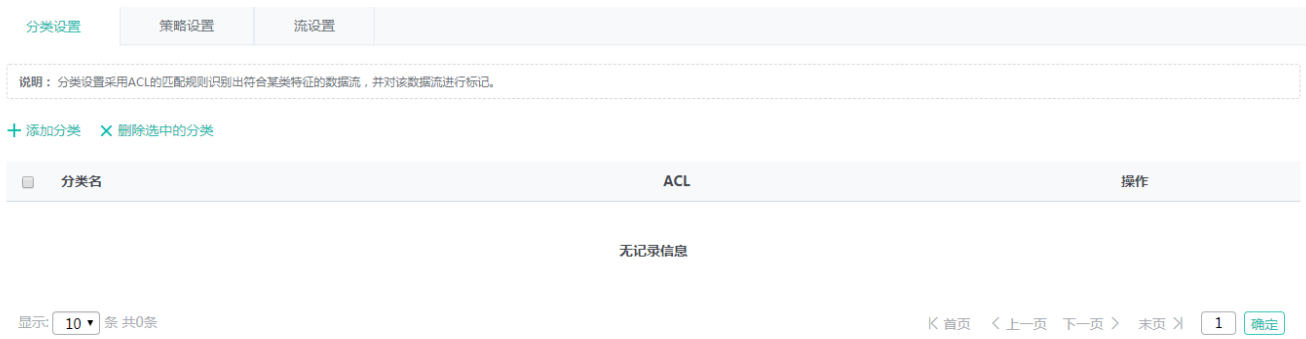 分类设置 策略设置 流设置
说明： 分类设置采用ACL的匹配规则识别出符合某类特征的数据流，并对该数据流进行标记。
添加分类 删除选中的分类
分类名 ACL 操作
无记录信息
显示: 10 条 共0条 首页 上一页 下一页 末页 1 确定